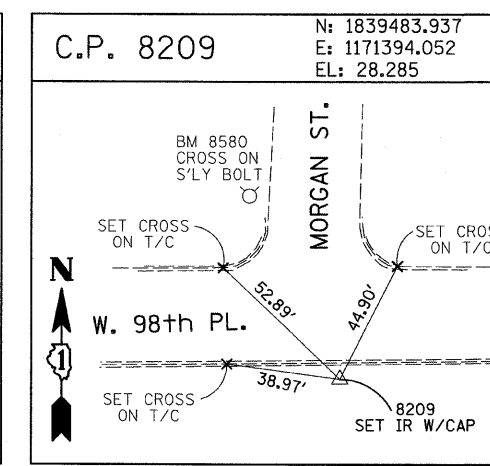 C.P. 8209
N: 1839483.937
E: 1171394.052
EL: 28.285
BM 8580
CROSS ON
S'LY BOLT
MORGAN ST.
SET CROSS
ON T/C
SET CROS
ON T/C
N
52.89'
44.90'
W. 98th PL.
1
38.97'
SET CROSS
ON T/C
8209
SET IR W/CAP